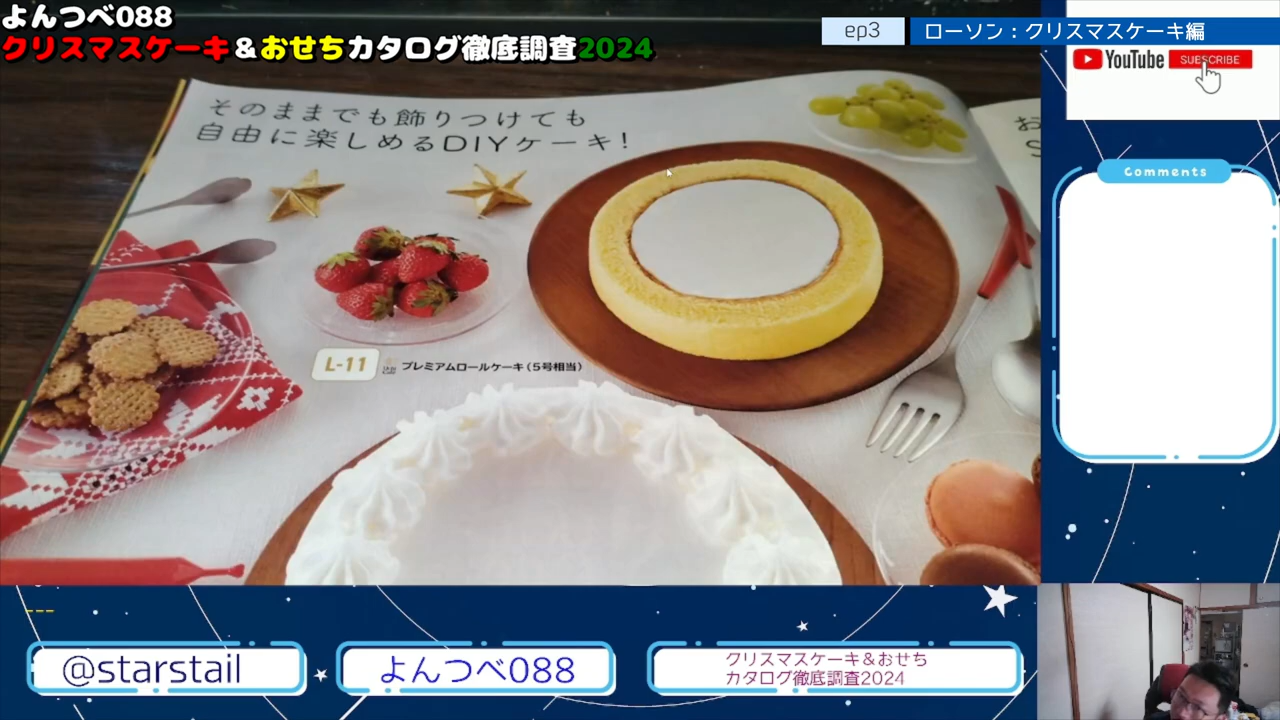 よんつべ088
クリスマスケーキ&おせちカタログ徹底調査2024
ep3
ローソン:クリスマスケーキ編
YouTube
SUBSCRIBE
そのままでも飾りつけても
自由に楽しめるDIYケーキ!
お
S
L-11
プレミアムロールケーキ(5号相当)
Comments
@starstail
よんつべ088
クリスマスケーキ&おせち
カタログ徹底調査2024